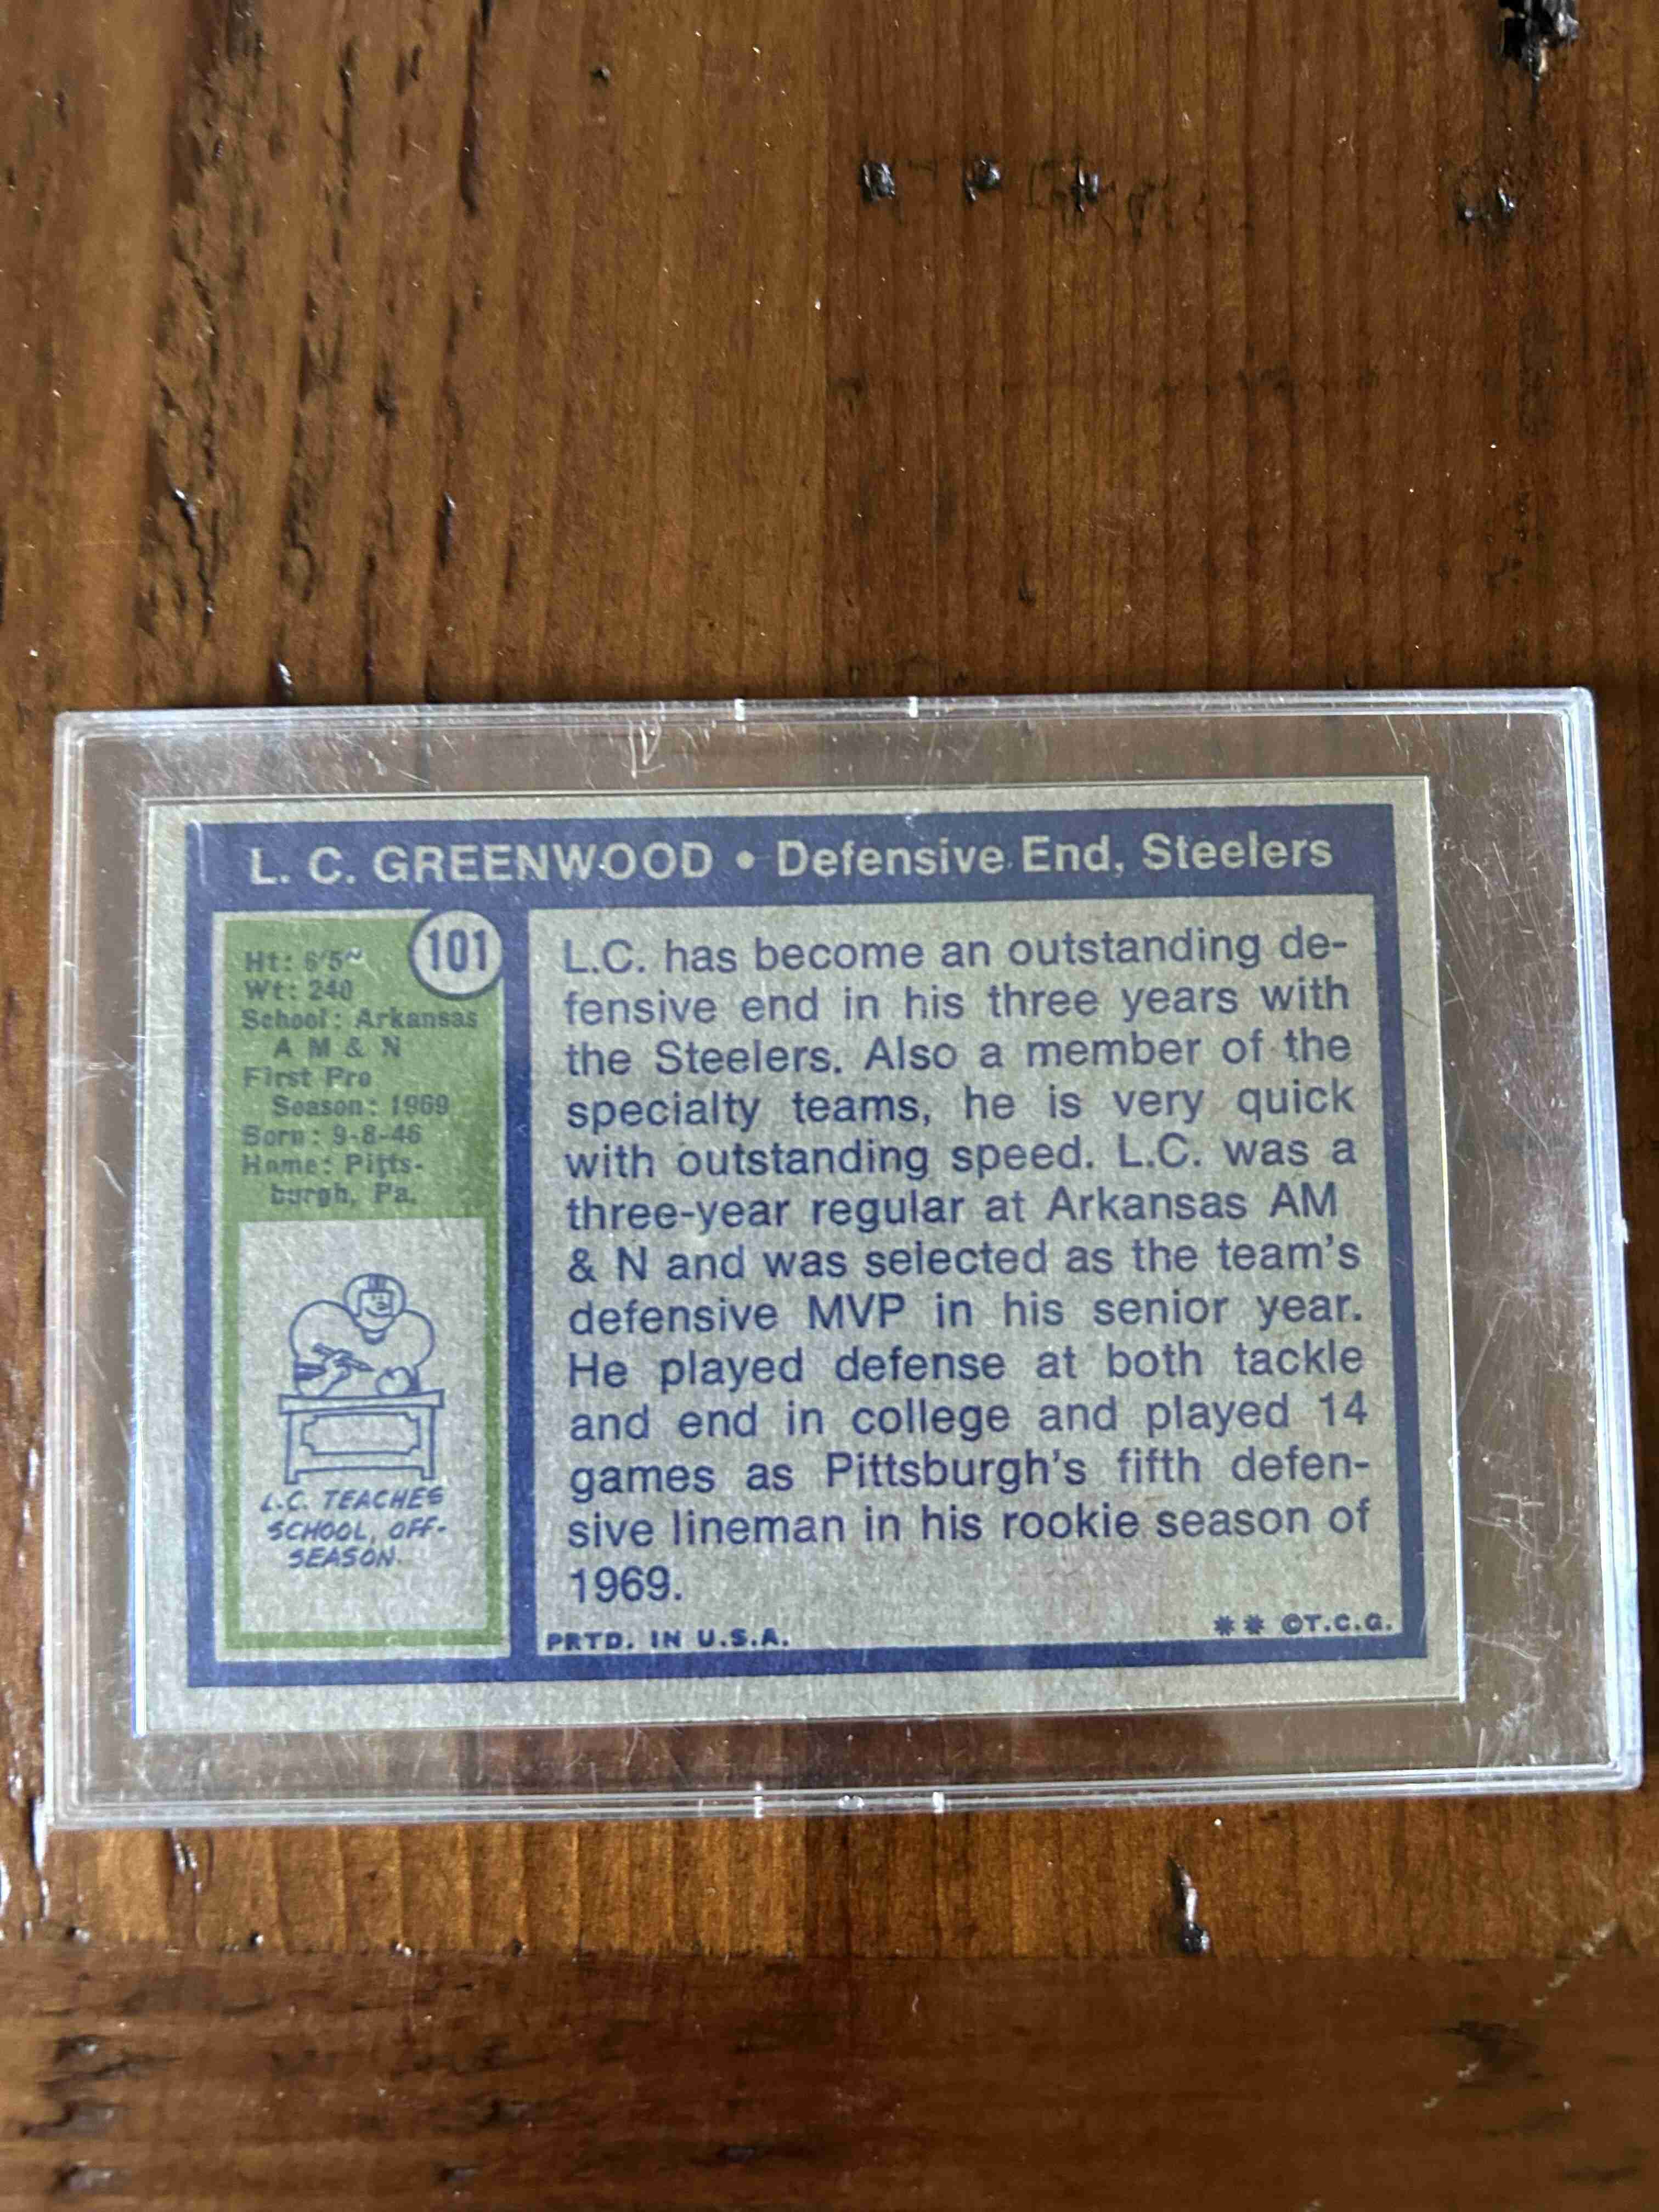 L. C. GREENWOOD • Defensive End, Steelers
101
Ht: 6'5"
Wt: 240
School: Arkansas
A M & N
First Pro
Season: 1969
Born: 9-8-46
Home: Pitts-
burgh, Pa.
L.C. TEACHES
SCHOOL, OFF-
SEASON.
L.C. has become an outstanding de-
fensive end in his three years with
the Steelers. Also a member of the
specialty teams, he is very quick
with outstanding speed. L.C. was a
three-year regular at Arkansas AM
& N and was selected as the team's
defensive MVP in his senior year.
He played defense at both tackle
and end in college and played 14
games as Pittsburgh's fifth defen-
sive lineman in his rookie season of
1969.
PRTD. IN U.S.A.
** ©T.C.G.